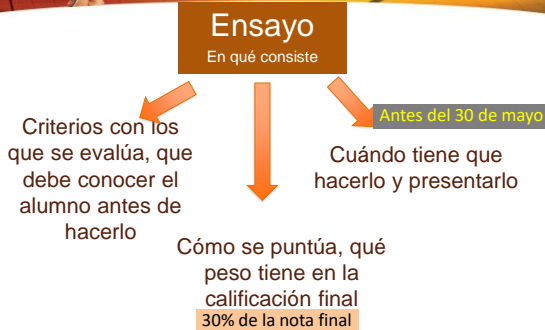 Ensayo
En qué consiste
Criterios con los
que se evalúa, que
debe conocer el
alumno antes de
hacerlo
Antes del 30 de mayo
Cuándo tiene que
hacerlo y presentarlo
Cómo se puntúa, qué
peso tiene en la
calificación final
30% de la nota final